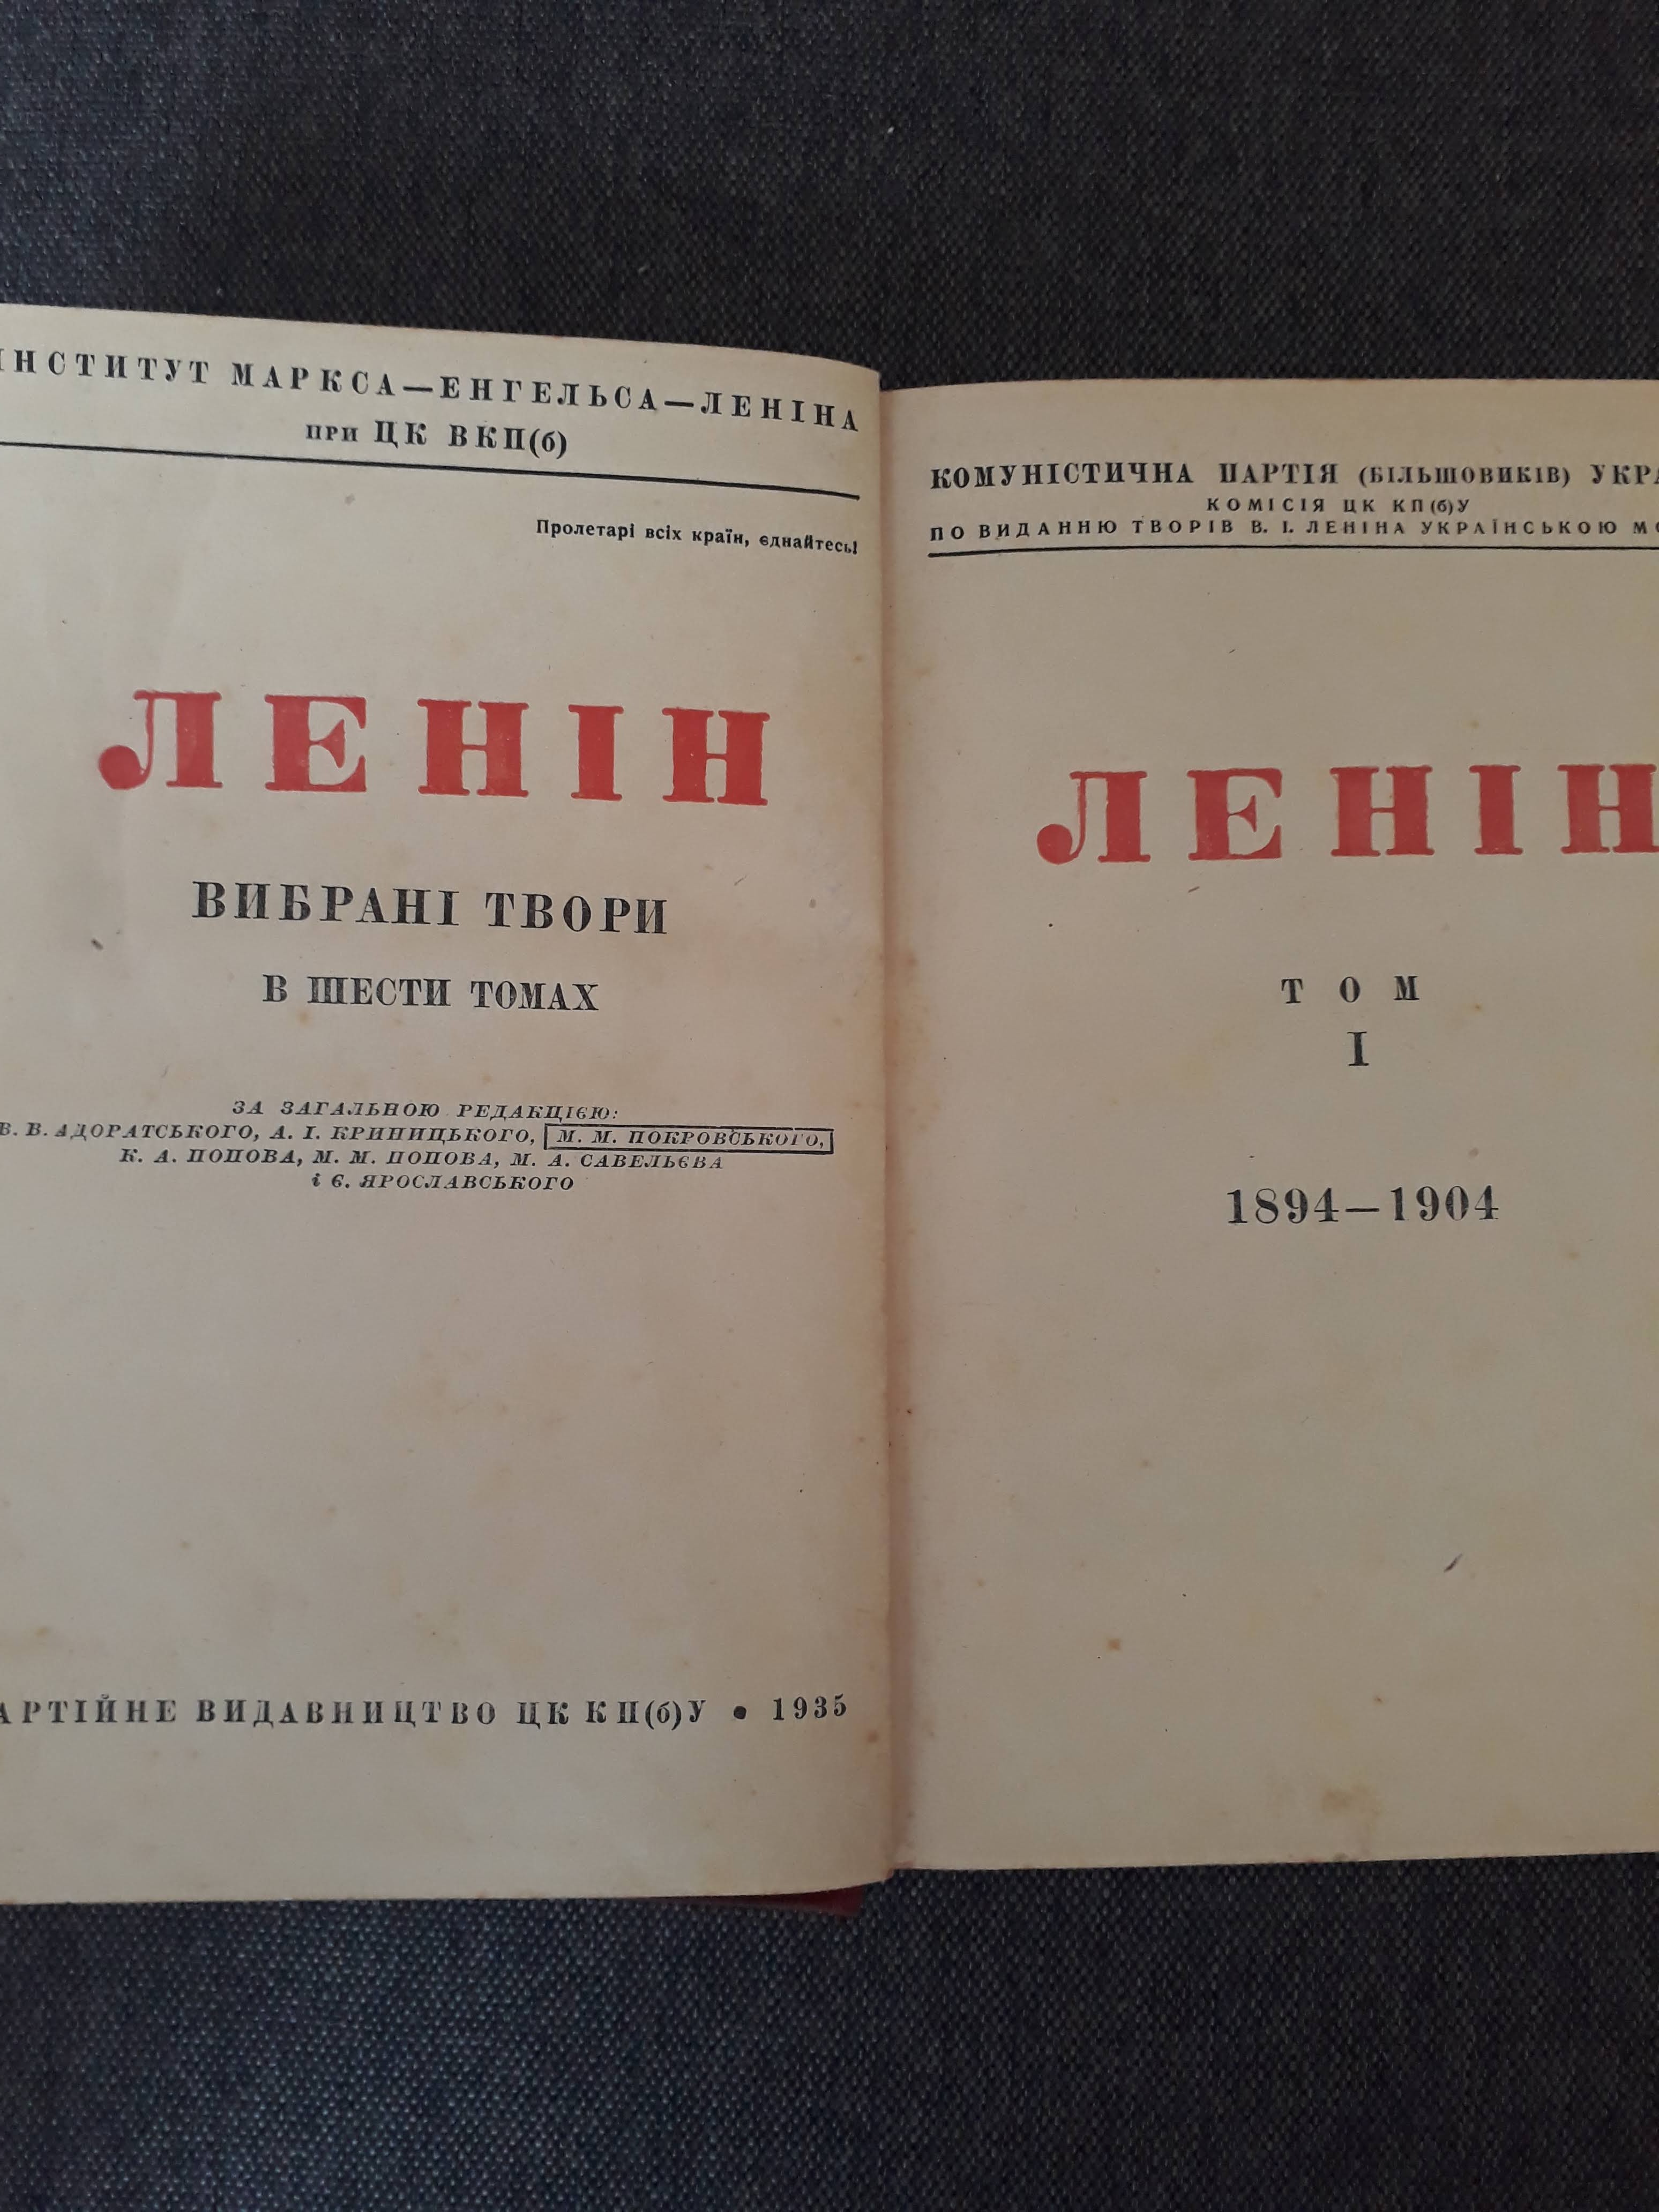 ІНСТИТУТ МАРКСА—ЕНГЕЛЬСА—ЛЕНІНА
ПРИ ЦК ВКП(б)
Пролетарі всіх країн, єднайтесь!
ЛЕНІН
ВИБРАНІ ТВОРИ
В ШЕСТИ ТОМАХ
ЗА ЗАГАЛЬНОЮ РЕДАКЦІЄЮ:
В. В. АДОРАТСЬКОГО, А. І. КРИНИЦЬКОГО, М. М. ПОКРОВСЬКОГО,
К. А. ПОПОВА, М. М. ПОПОВА, М. А. САВЕЛЬЄВА
і Є. ЯРОСЛАВСЬКОГО
АРТІЙНЕ ВИДАВНИЦТВО ЦК КП(б)У • 1935
КОМУНІСТИЧНА ПАРТІЯ (БІЛЬШОВИКІВ) УКРА
КОМІСІЯ ЦК КП(б)У
ПО ВИДАННЮ ТВОРІВ В. І. ЛЕНІНА УКРАЇНСЬКОЮ МО
ЛЕНІН
ТОМ
I
1894—1904